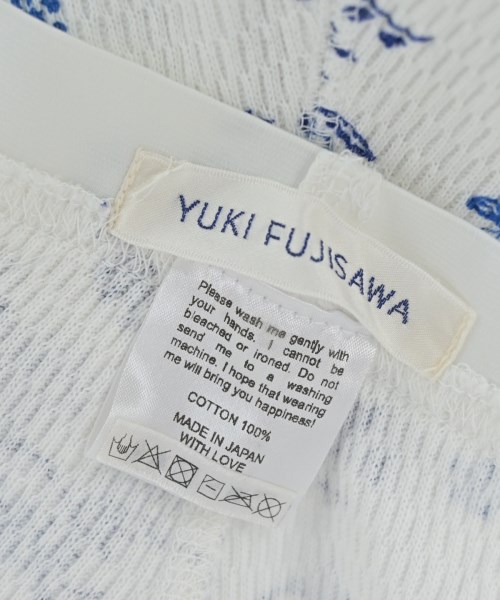 YUKI FUJISAWA
Please wash me gently with
your hands. I cannot be
bleached or ironed. Do not
send me to a washing
machine. I hope that wearing
me will bring you happiness!
COTTON 100%
MADE IN JAPAN
WITH LOVE